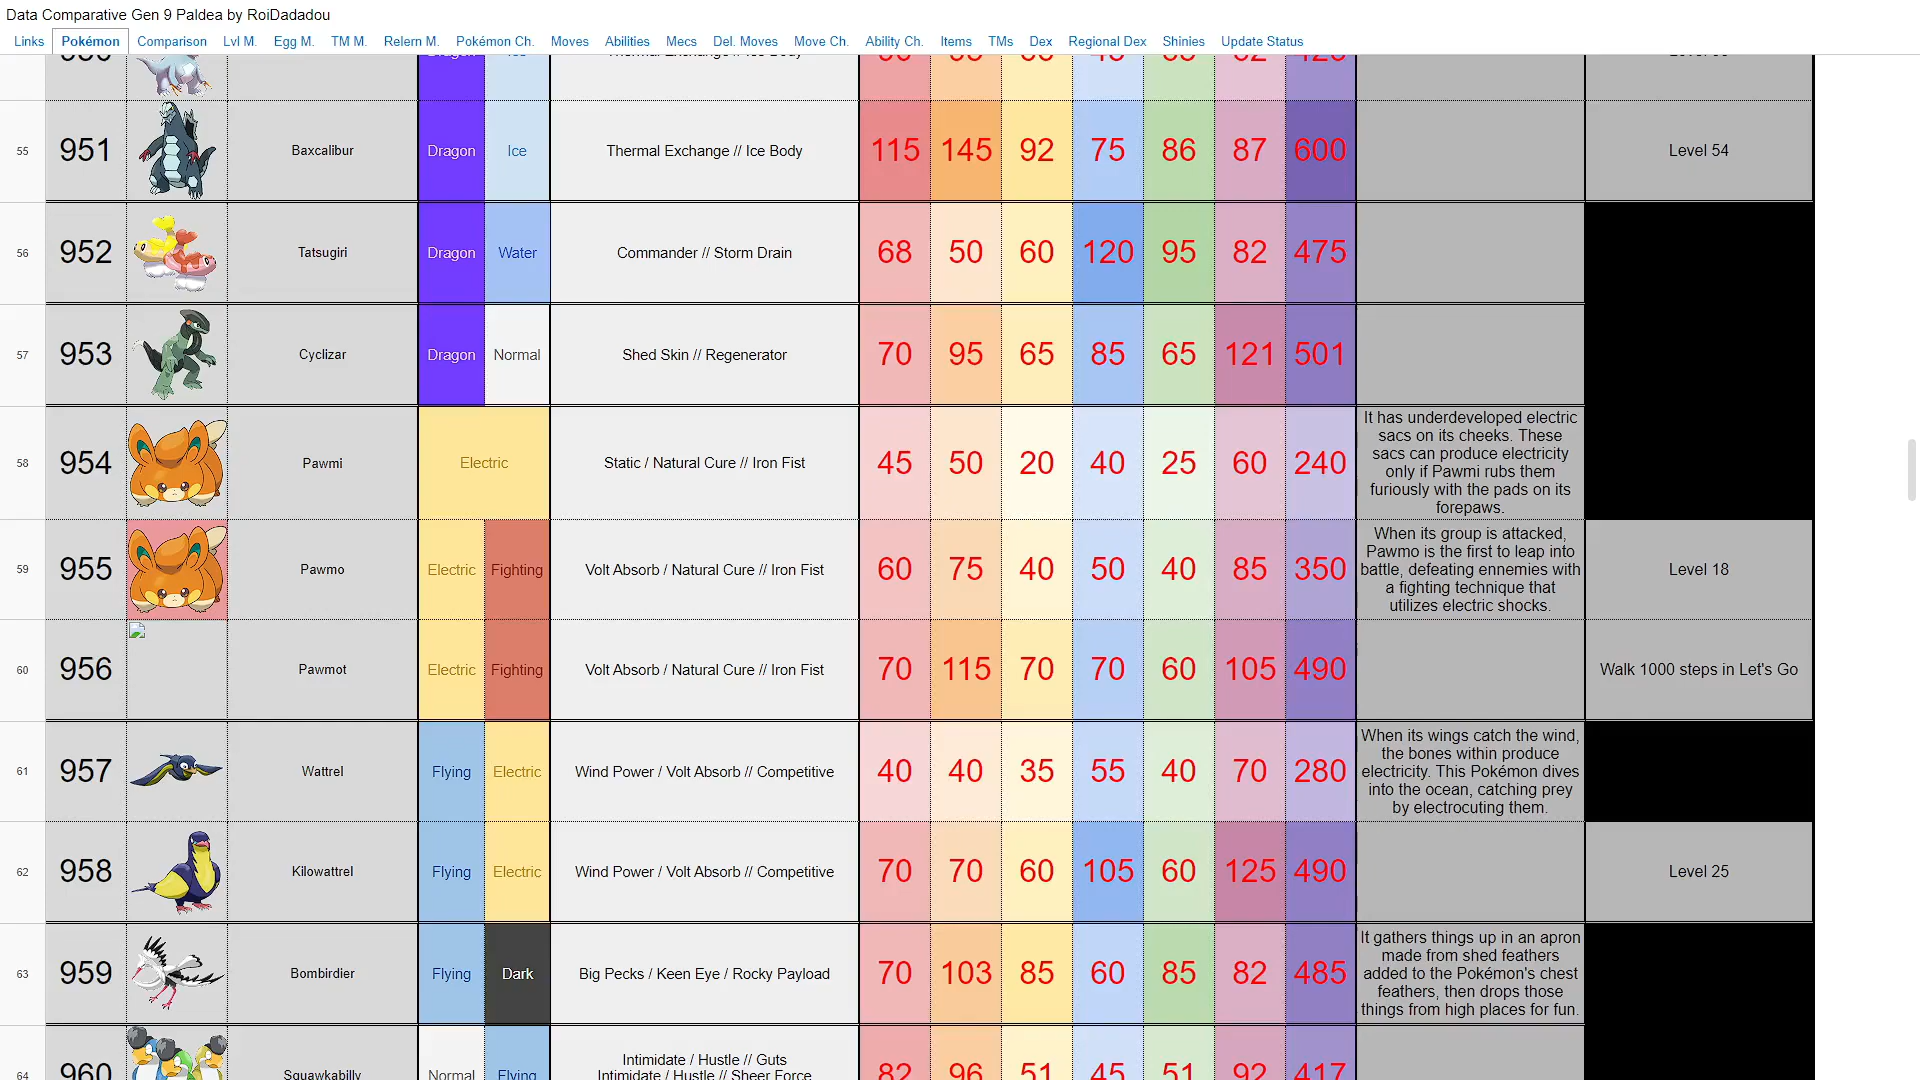 Data Comparative Gen 9 Paldea by RoiDadadou
Links Pokémon Comparison Lvl M. Egg M. TM M. Relern M. Pokémon Ch. Moves Abilities Mecs Del. Moves Move Ch. Ability Ch. Items TMs Dex Regional Dex Shinies Update Status
55 951 Baxcalibur Dragon Ice Thermal Exchange // Ice Body 115 145 92 75 86 87 600 Level 54
56 952 Tatsugiri Dragon Water Commander // Storm Drain 68 50 60 120 95 82 475
57 953 Cyclizar Dragon Normal Shed Skin // Regenerator 70 95 65 85 65 121 501
58 954 Pawmi Electric Static / Natural Cure // Iron Fist 45 50 20 40 25 60 240
It has underdeveloped electric
sacs on its cheeks. These
sacs can produce electricity
only if Pawmi rubs them
furiously with the pads on its
forepaws.
59 955 Pawmo Electric Fighting Volt Absorb / Natural Cure // Iron Fist 60 75 40 50 40 85 350
When its group is attacked,
Pawmo is the first to leap into
battle, defeating ennemies with
a fighting technique that
utilizes electric shocks.
Level 18
60 956 Pawmot Electric Fighting Volt Absorb / Natural Cure // Iron Fist 70 115 70 70 60 105 490 Walk 1000 steps in Let's Go
61 957 Wattrel Flying Electric Wind Power / Volt Absorb // Competitive 40 40 35 55 40 70 280
When its wings catch the wind,
the bones within produce
electricity. This Pokémon dives
into the ocean, catching prey
by electrocuting them.
62 958 Kilowattrel Flying Electric Wind Power / Volt Absorb // Competitive 70 70 60 105 60 125 490 Level 25
63 959 Bombirdier Flying Dark Big Pecks / Keen Eye / Rocky Payload 70 103 85 60 85 82 485
It gathers things up in an apron
made from shed feathers
added to the Pokémon's chest
feathers, then drops those
things from high places for fun.
64 960 Squawkabilly Normal Flying
Intimidate / Hustle // Guts
Intimidate / Hustle // Sheer Force
82 96 51 45 51 92 417